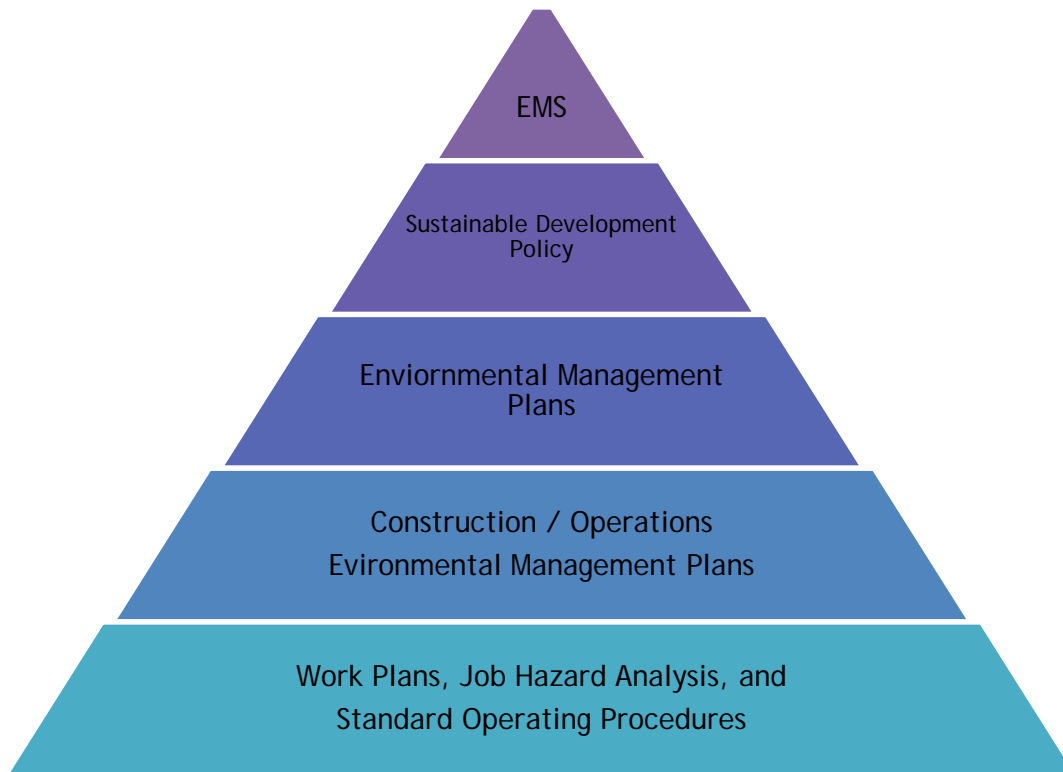 EMS
Sustainable Development
Policy
Enviornmental Management
Plans
Construction / Operations
Evironmental Management Plans
Work Plans, Job Hazard Analysis, and
Standard Operating Procedures